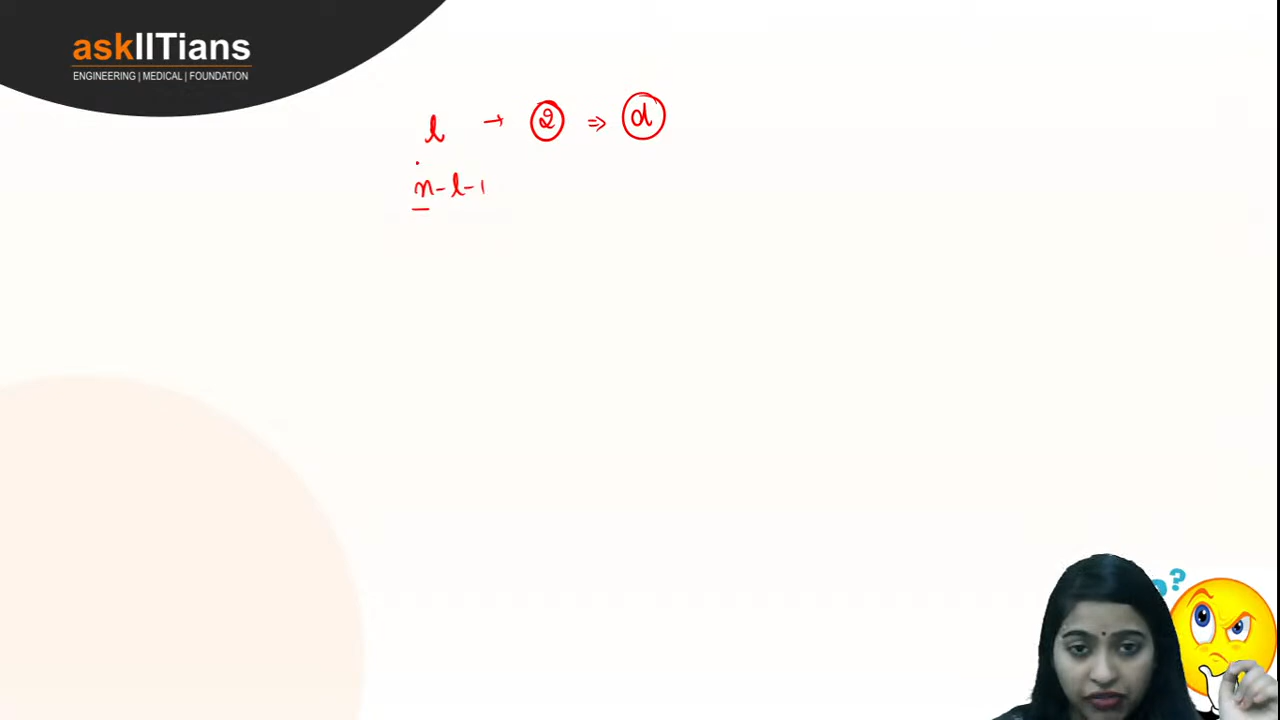 askIITians
ENGINEERING | MEDICAL | FOUNDATION
l → 2 ⇒ d
n-l-1
?